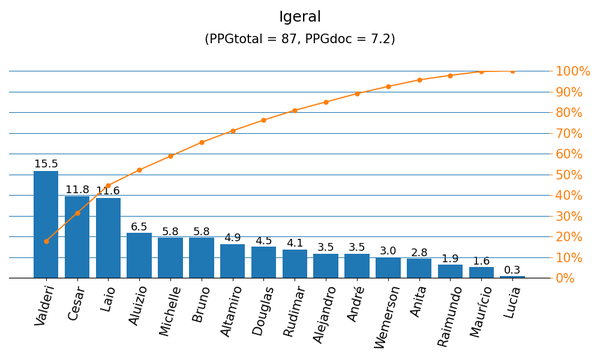 Igeral
(PPGtotal = 87, PPGdoc = 7.2)
100%
90%
80%
70%
60%
50%
40%
30%
20%
10%
0%
15.5
11.8
11.6
6.5
5.8
5.8
4.9
4.5
4.1
3.5
3.5
3.0
2.8
1.9
1.6
0.3
Valderi
Cesar
Laio
Aluizio
Michelle
Bruno
Altamiro
Douglas
Rudimar
Alejandro
André
Wemerson
Anita
Raimundo
Maurício
Lucia